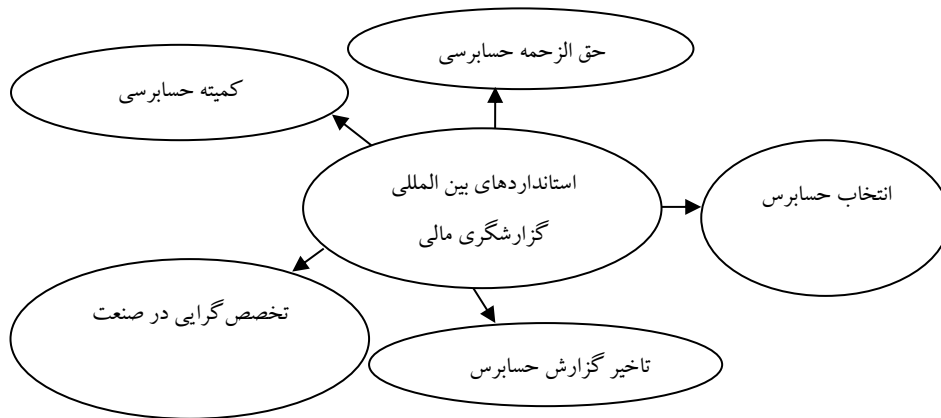 حق الزحمه حسابرسی
کمیته حسابرسی
استانداردهای بین المللی
گزارشگری مالی
انتخاب حسابرس
تخصص‌گرایی در صنعت
تاخیر گزارش حسابرس